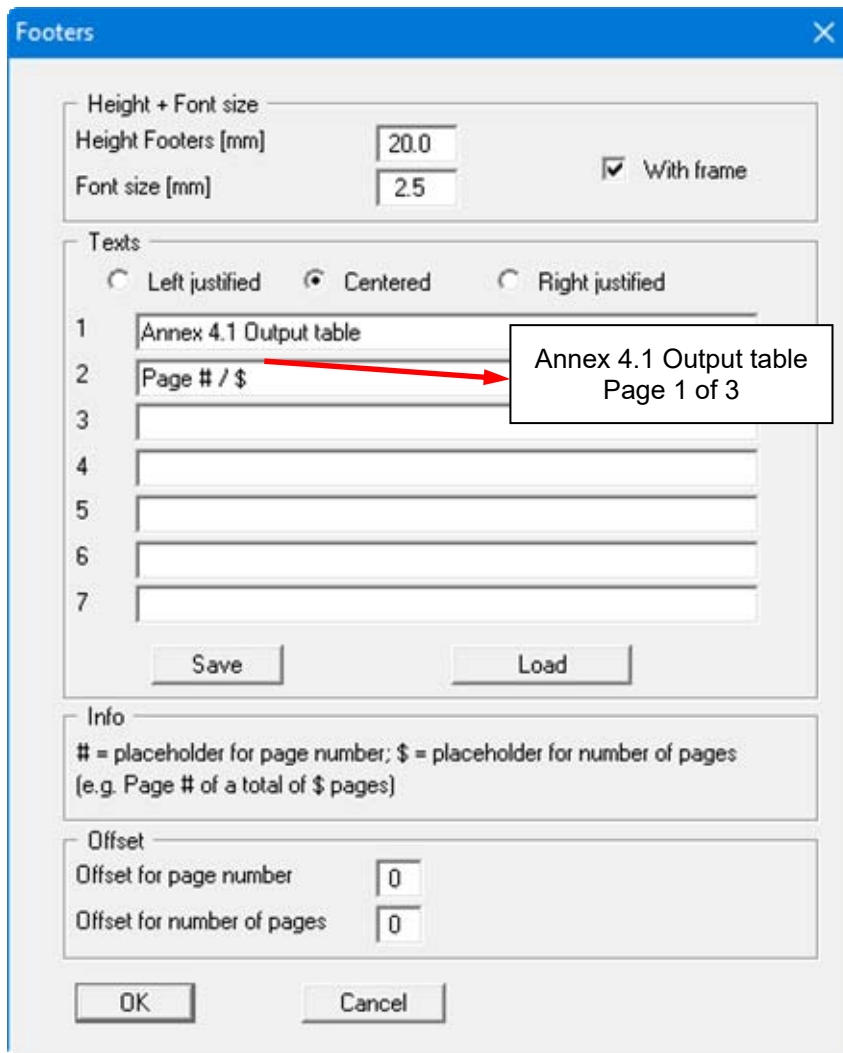 Footers
Height + Font size
Height Footers [mm] 20.0
With frame
Font size [mm] 2.5
Texts
Left justified Centered Right justified
1 Annex 4.1 Output table
2 Page # / $
Annex 4.1 Output table
Page 1 of 3
3
4
5
6
7
Save Load
Info
# = placeholder for page number; $ = placeholder for number of pages
(e.g. Page # of a total of $ pages)
Offset
Offset for page number 0
Offset for number of pages 0
OK Cancel